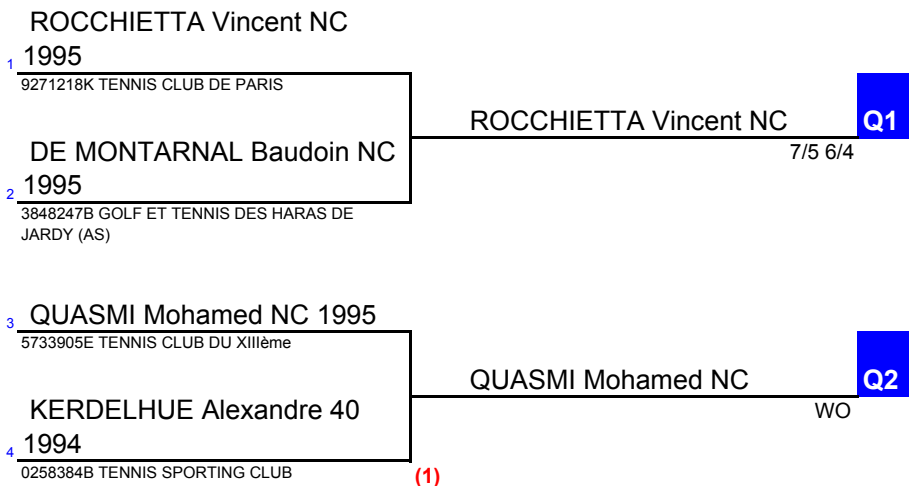 ROCCHIETTA Vincent NC
1 1995
9271218K TENNIS CLUB DE PARIS
ROCCHIETTA Vincent NC Q1
7/5 6/4
DE MONTARNAL Baudoin NC
2 1995
3848247B GOLF ET TENNIS DES HARAS DE
JARDY (AS)
3 QUASMI Mohamed NC 1995
5733905E TENNIS CLUB DU XIIIème
QUASMI Mohamed NC Q2
WO
KERDELHUE Alexandre 40
4 1994
0258384B TENNIS SPORTING CLUB (1)